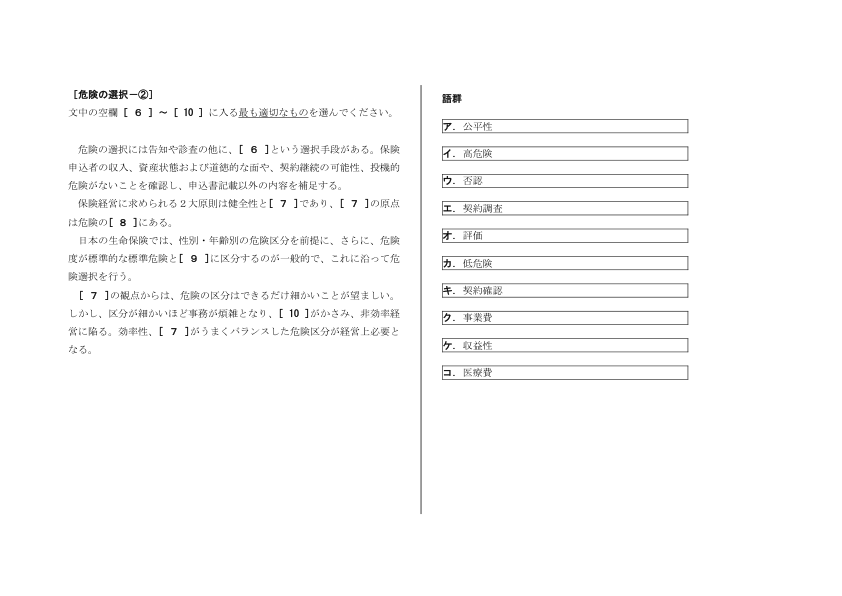 ［危険の選択－②］
文中の空欄［ 6 ］～［ 10 ］に入る最も適切なものを選んでください。
危険の選択には告知や診査の他に、［ 6 ］という選択手段がある。保険
申込者の収入、資産状態および道徳的な面や、契約継続の可能性、投機的
危険がないことを確認し、申込書記載以外の内容を補足する。
保険経営に求められる２大原則は健全性と［ 7 ］であり、［ 7 ］の原点
は危険の［ 8 ］にある。
日本の生命保険では、性別・年齢別の危険区分を前提に、さらに、危険
度が標準的な標準危険と［ 9 ］に区分するのが一般的で、これに沿って危
険選択を行う。
［ 7 ］の観点からは、危険の区分はできるだけ細かいことが望ましい。
しかし、区分が細かいほど事務が煩雑となり、［ 10 ］がかさみ、非効率経
営に陥る。効率性、［ 7 ］がうまくバランスした危険区分が経営上必要と
なる。
語群
ア．公平性
イ．高危険
ウ．否認
エ．契約調査
オ．評価
カ．低危険
キ．契約確認
ク．事業費
ケ．収益性
コ．医療費